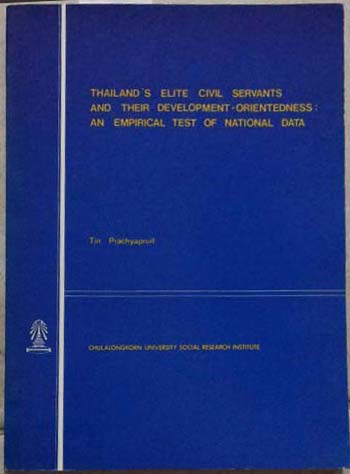 THAILAND'S ELITE CIVIL SERVANTS
AND THEIR DEVELOPMENT-ORIENTEDNESS:
AN EMPIRICAL TEST OF NATIONAL DATA
Tin Prachyapruit
CHULALONGKORN UNIVERSITY SOCIAL RESEARCH INSTITUTE